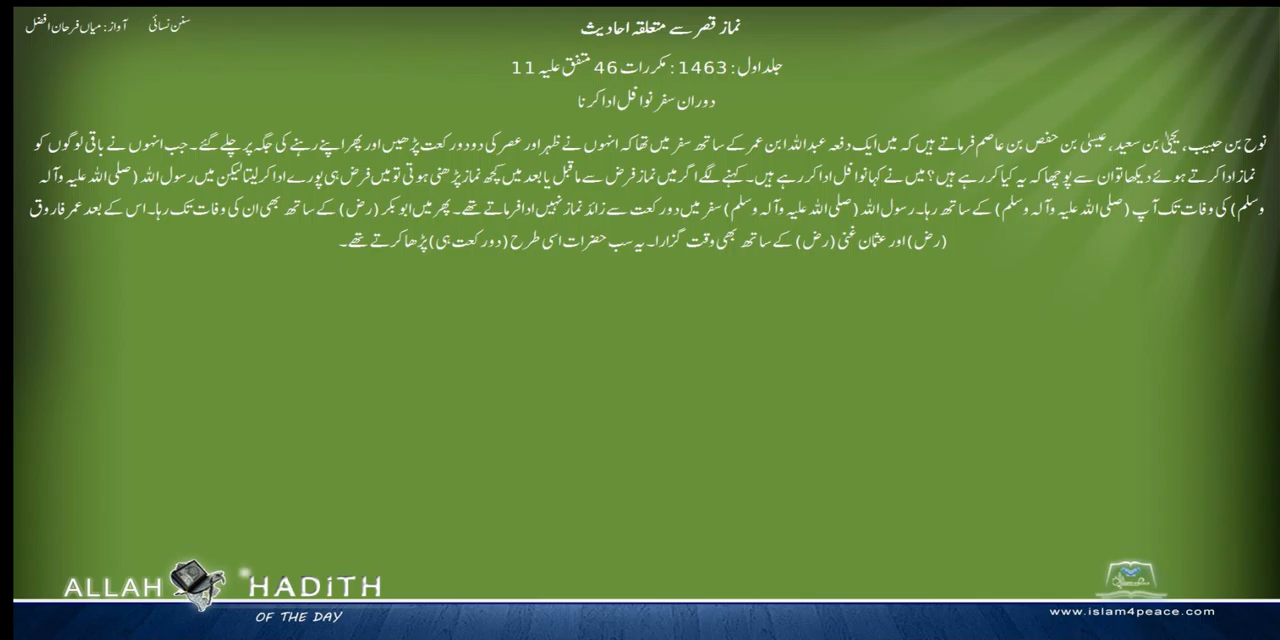 سنن نسائی
آواز: میاں فرحان افضل
نماز قصر سے متعلقہ احادیث
جلد اول : 1463 : مکررات 46 متفق علیہ 11
دوران سفر نوافل ادا کرنا
نوح بن حبیب، یحییٰ بن سعید، عیسیٰ بن حفص بن عاصم فرماتے ہیں کہ میں ایک دفعہ عبداللہ ابن عمر کے ساتھ سفر میں تھا کہ انہوں نے ظہر اور عصر کی دو دو رکعت پڑھیں اور پھر اپنے رہنے کی جگہ پر چلے گئے۔ جب انہوں نے باقی لوگوں کو
نماز ادا کرتے ہوئے دیکھا تو ان سے پوچھا کہ یہ کیا کر رہے ہیں؟ میں نے کہا نوافل ادا کر رہے ہیں۔ کہنے لگے اگر میں نماز فرض سے ماقبل یا بعد میں کچھ نماز پڑھنی ہوتی تو میں فرض ہی پورے ادا کر لیتا لیکن میں رسول اللہ (صلی اللہ علیہ وآلہ
وسلم) کی وفات تک آپ (صلی اللہ علیہ وآلہ وسلم) کے ساتھ رہا۔ رسول اللہ (صلی اللہ علیہ وآلہ وسلم) سفر میں دو رکعت سے زائد نماز نہیں ادا فرماتے تھے۔ پھر میں ابوبکر (رض) کے ساتھ بھی ان کی وفات تک رہا۔ اس کے بعد عمر فاروق
(رض) اور عثمان غنی (رض) کے ساتھ بھی وقت گزارا۔ یہ سب حضرات اسی طرح (دو رکعت ہی) پڑھا کرتے تھے۔
ALLAH HADITH
OF THE DAY
www.islam4peace.com